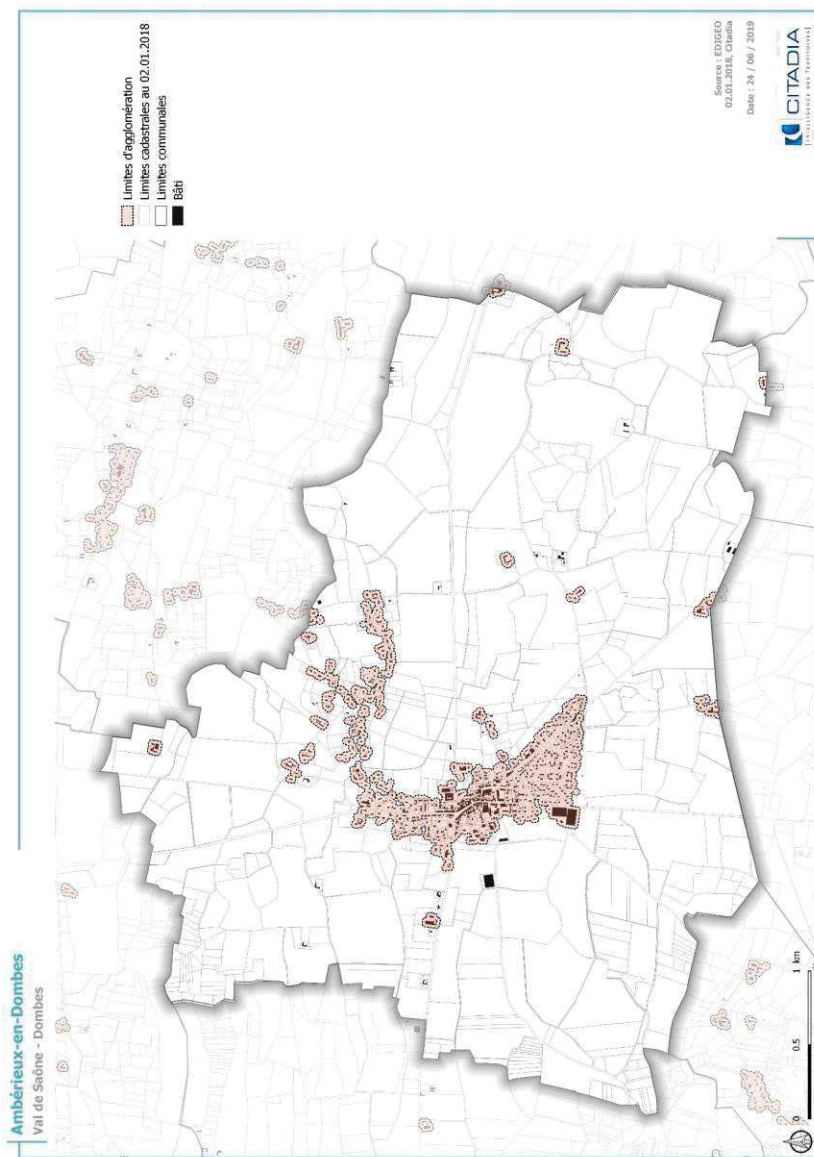 Ambérieux-en-Dombes
Val de Saône - Dombes
Limites d'agglomération
Limites cadastrales au 02.01.2018
Limites communales
Bâti
Source : EDIGEO
02.01.2018, Citadia
Date : 24 / 06 / 2019
CITADIA
0 0.5 1 km